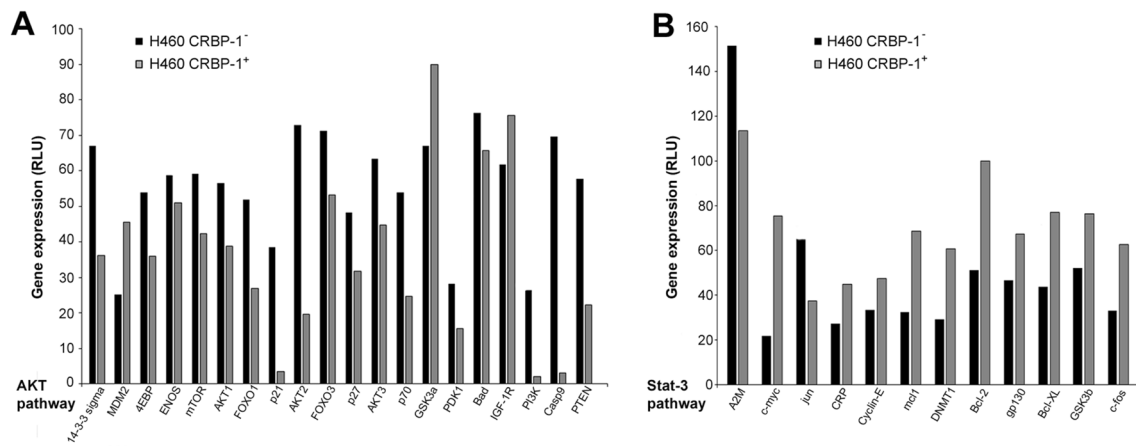 A
100
90
80
70
60
50
40
30
20
10
0
Gene expression (RLU)
H460 CRBP-1⁻
H460 CRBP-1⁺
AKT
pathway
14-3-3 sigma
MDM2
4EBP
ENOS
mTOR
AKT1
FOXO1
p21
AKT2
FOXO3
p27
AKT3
p70
GSK3a
PDK1
Bad
IGF-1R
PI3K
Casp9
PTEN
B
160
140
120
100
80
60
40
20
0
Gene expression (RLU)
H460 CRBP-1⁻
H460 CRBP-1⁺
Stat-3
pathway
A2M
c-myc
jun
CRP
Cyclin-E
mcl1
DNMT1
Bcl-2
gp130
Bcl-XL
GSK3b
c-fos